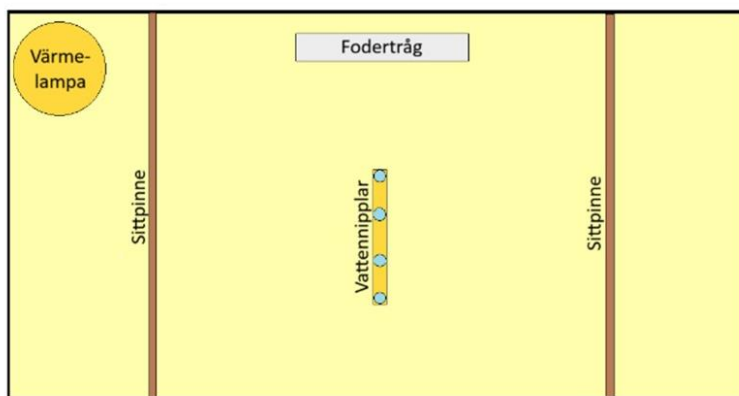 Värme-
lampa
Fodertråg
Sittpinne
Vattennipplar
Sittpinne